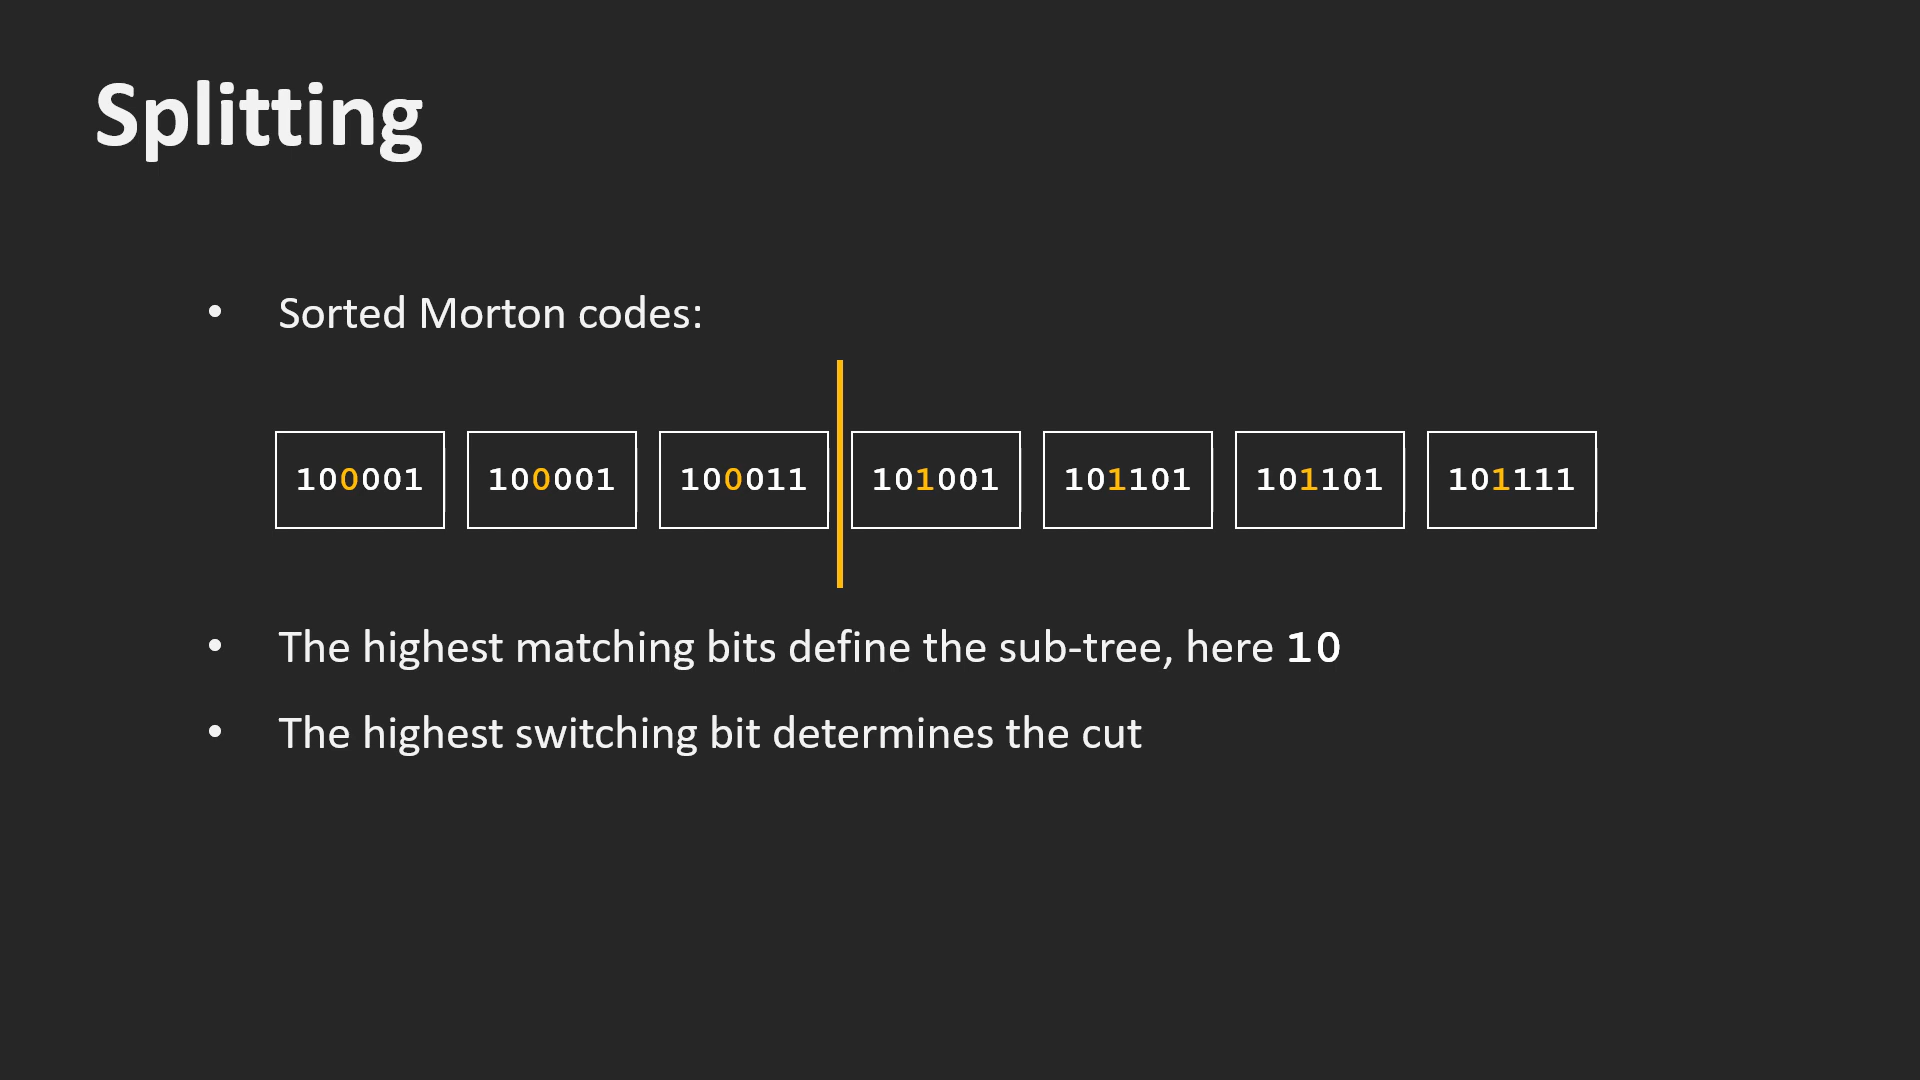 Splitting
• Sorted Morton codes:
100001 100001 100011 101001 101101 101101 101111
• The highest matching bits define the sub-tree, here 10
• The highest switching bit determines the cut